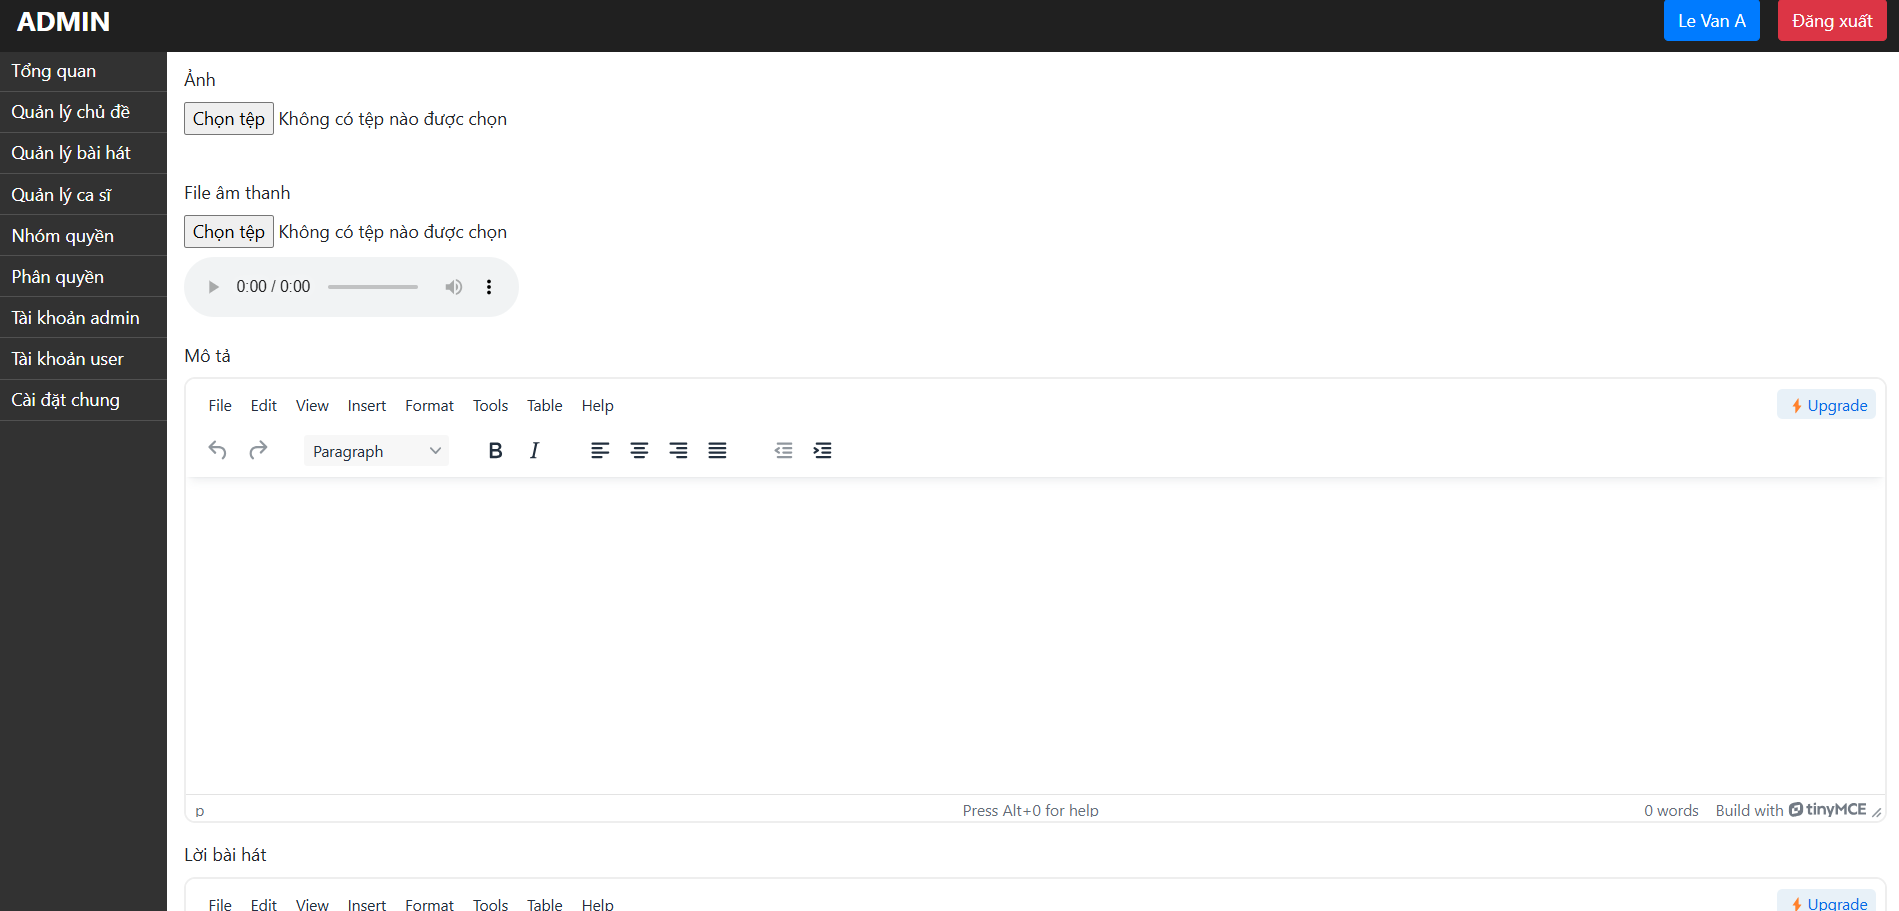 ADMIN
Le Van A
Đăng xuất
Tổng quan
Quản lý chủ đề
Quản lý bài hát
Quản lý ca sĩ
Nhóm quyền
Phân quyền
Tài khoản admin
Tài khoản user
Cài đặt chung
Ảnh
Chọn tệp Không có tệp nào được chọn
File âm thanh
Chọn tệp Không có tệp nào được chọn
0:00 / 0:00
Mô tả
File Edit View Insert Format Tools Table Help
Upgrade
Paragraph B I
p
Press Alt+0 for help
0 words Build with tinyMCE
Lời bài hát
File Edit View Insert Format Tools Table Help
Upgrade